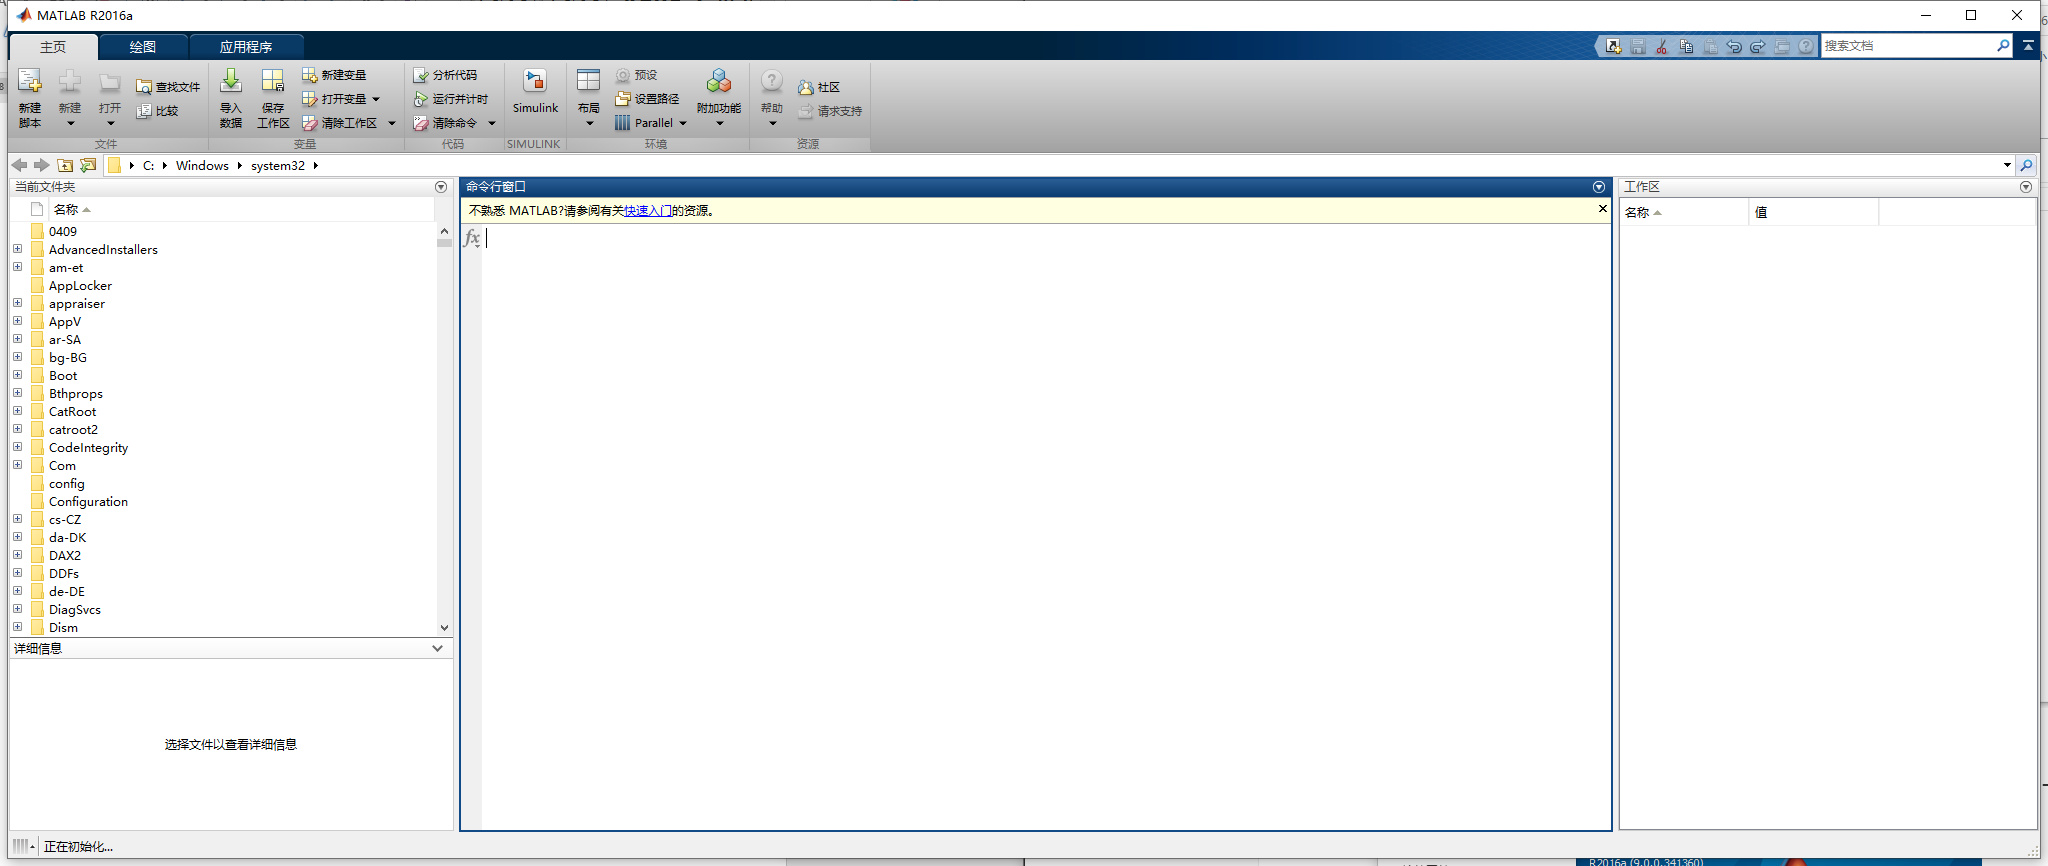 MATLAB R2016a
主页 绘图 应用程序
搜索文档
新建脚本 新建 打开 查找文件 比较
文件
导入数据 保存工作区 新建变量 打开变量 清除工作区
变量
分析代码 运行并计时 清除命令
代码
Simulink
SIMULINK
布局 预设 设置路径 Parallel 附加功能
环境
帮助 社区 请求支持
资源
C: Windows system32
当前文件夹
名称
0409
AdvancedInstallers
am-et
AppLocker
appraiser
AppV
ar-SA
bg-BG
Boot
Bthprops
CatRoot
catroot2
CodeIntegrity
Com
config
Configuration
cs-CZ
da-DK
DAX2
DDFs
de-DE
DiagSvcs
Dism
详细信息
选择文件以查看详细信息
命令行窗口
不熟悉 MATLAB?请参阅有关快速入门的资源。
fx
工作区
名称 值
正在初始化...
R2016a (9.0.0.341360)